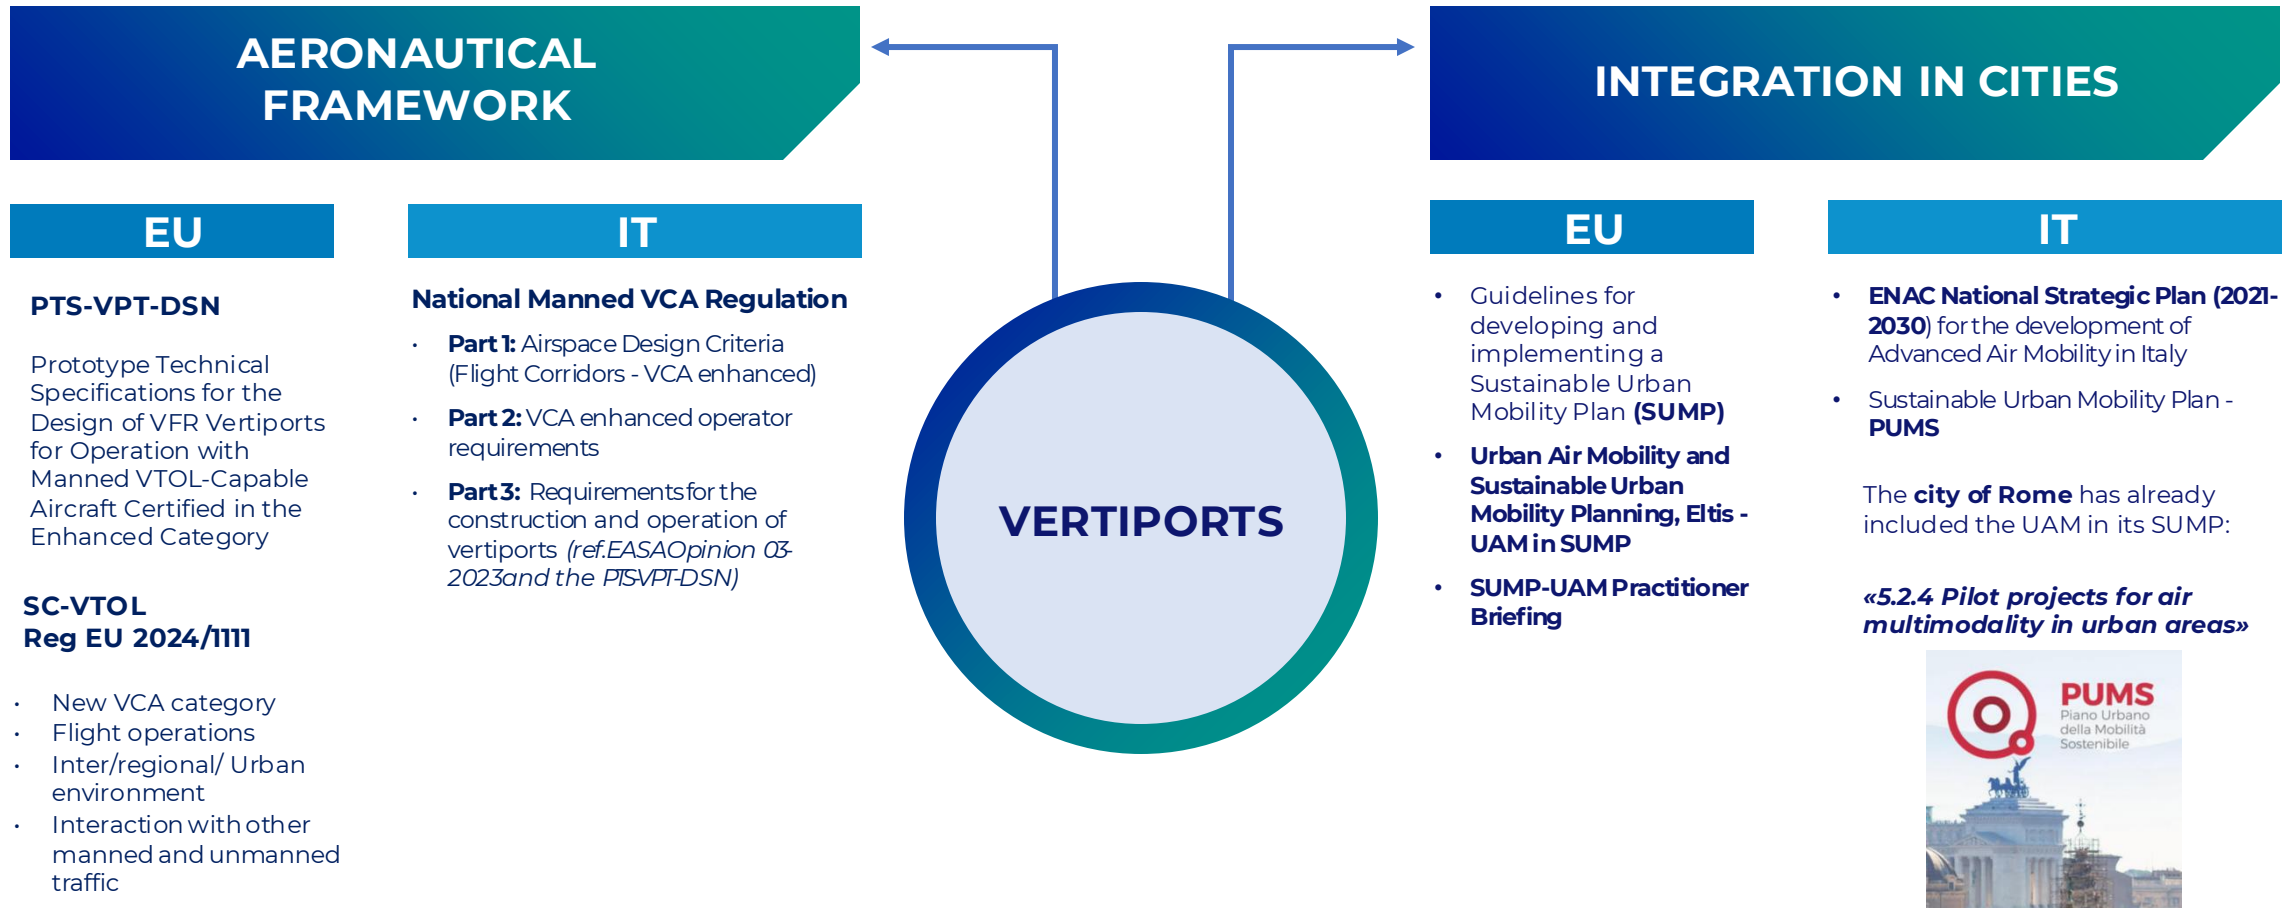 AERONAUTICAL
FRAMEWORK
EU
PTS-VPT-DSN
Prototype Technical
Specifications for the
Design of VFR Vertiports
for Operation with
Manned VTOL-Capable
Aircraft Certified in the
Enhanced Category
SC-VTOL
Reg EU 2024/1111
• New VCA category
• Flight operations
• Inter/regional/ Urban
environment
• Interaction with other
manned and unmanned
traffic
IT
National Manned VCA Regulation
• Part 1: Airspace Design Criteria
(Flight Corridors - VCA enhanced)
• Part 2: VCA enhanced operator
requirements
• Part 3: Requirements for the
construction and operation of
vertiports (ref. EASA Opinion 03-
2023 and the PTS-VPT-DSN)
VERTIPORTS
INTEGRATION IN CITIES
EU
• Guidelines for
developing and
implementing a
Sustainable Urban
Mobility Plan (SUMP)
• Urban Air Mobility and
Sustainable Urban
Mobility Planning, Eltis -
UAM in SUMP
• SUMP-UAM Practitioner
Briefing
IT
• ENAC National Strategic Plan (2021-
2030) for the development of
Advanced Air Mobility in Italy
• Sustainable Urban Mobility Plan -
PUMS
The city of Rome has already
included the UAM in its SUMP:
«5.2.4 Pilot projects for air
multimodality in urban areas»
PUMS
Piano Urbano
della Mobilità
Sostenibile